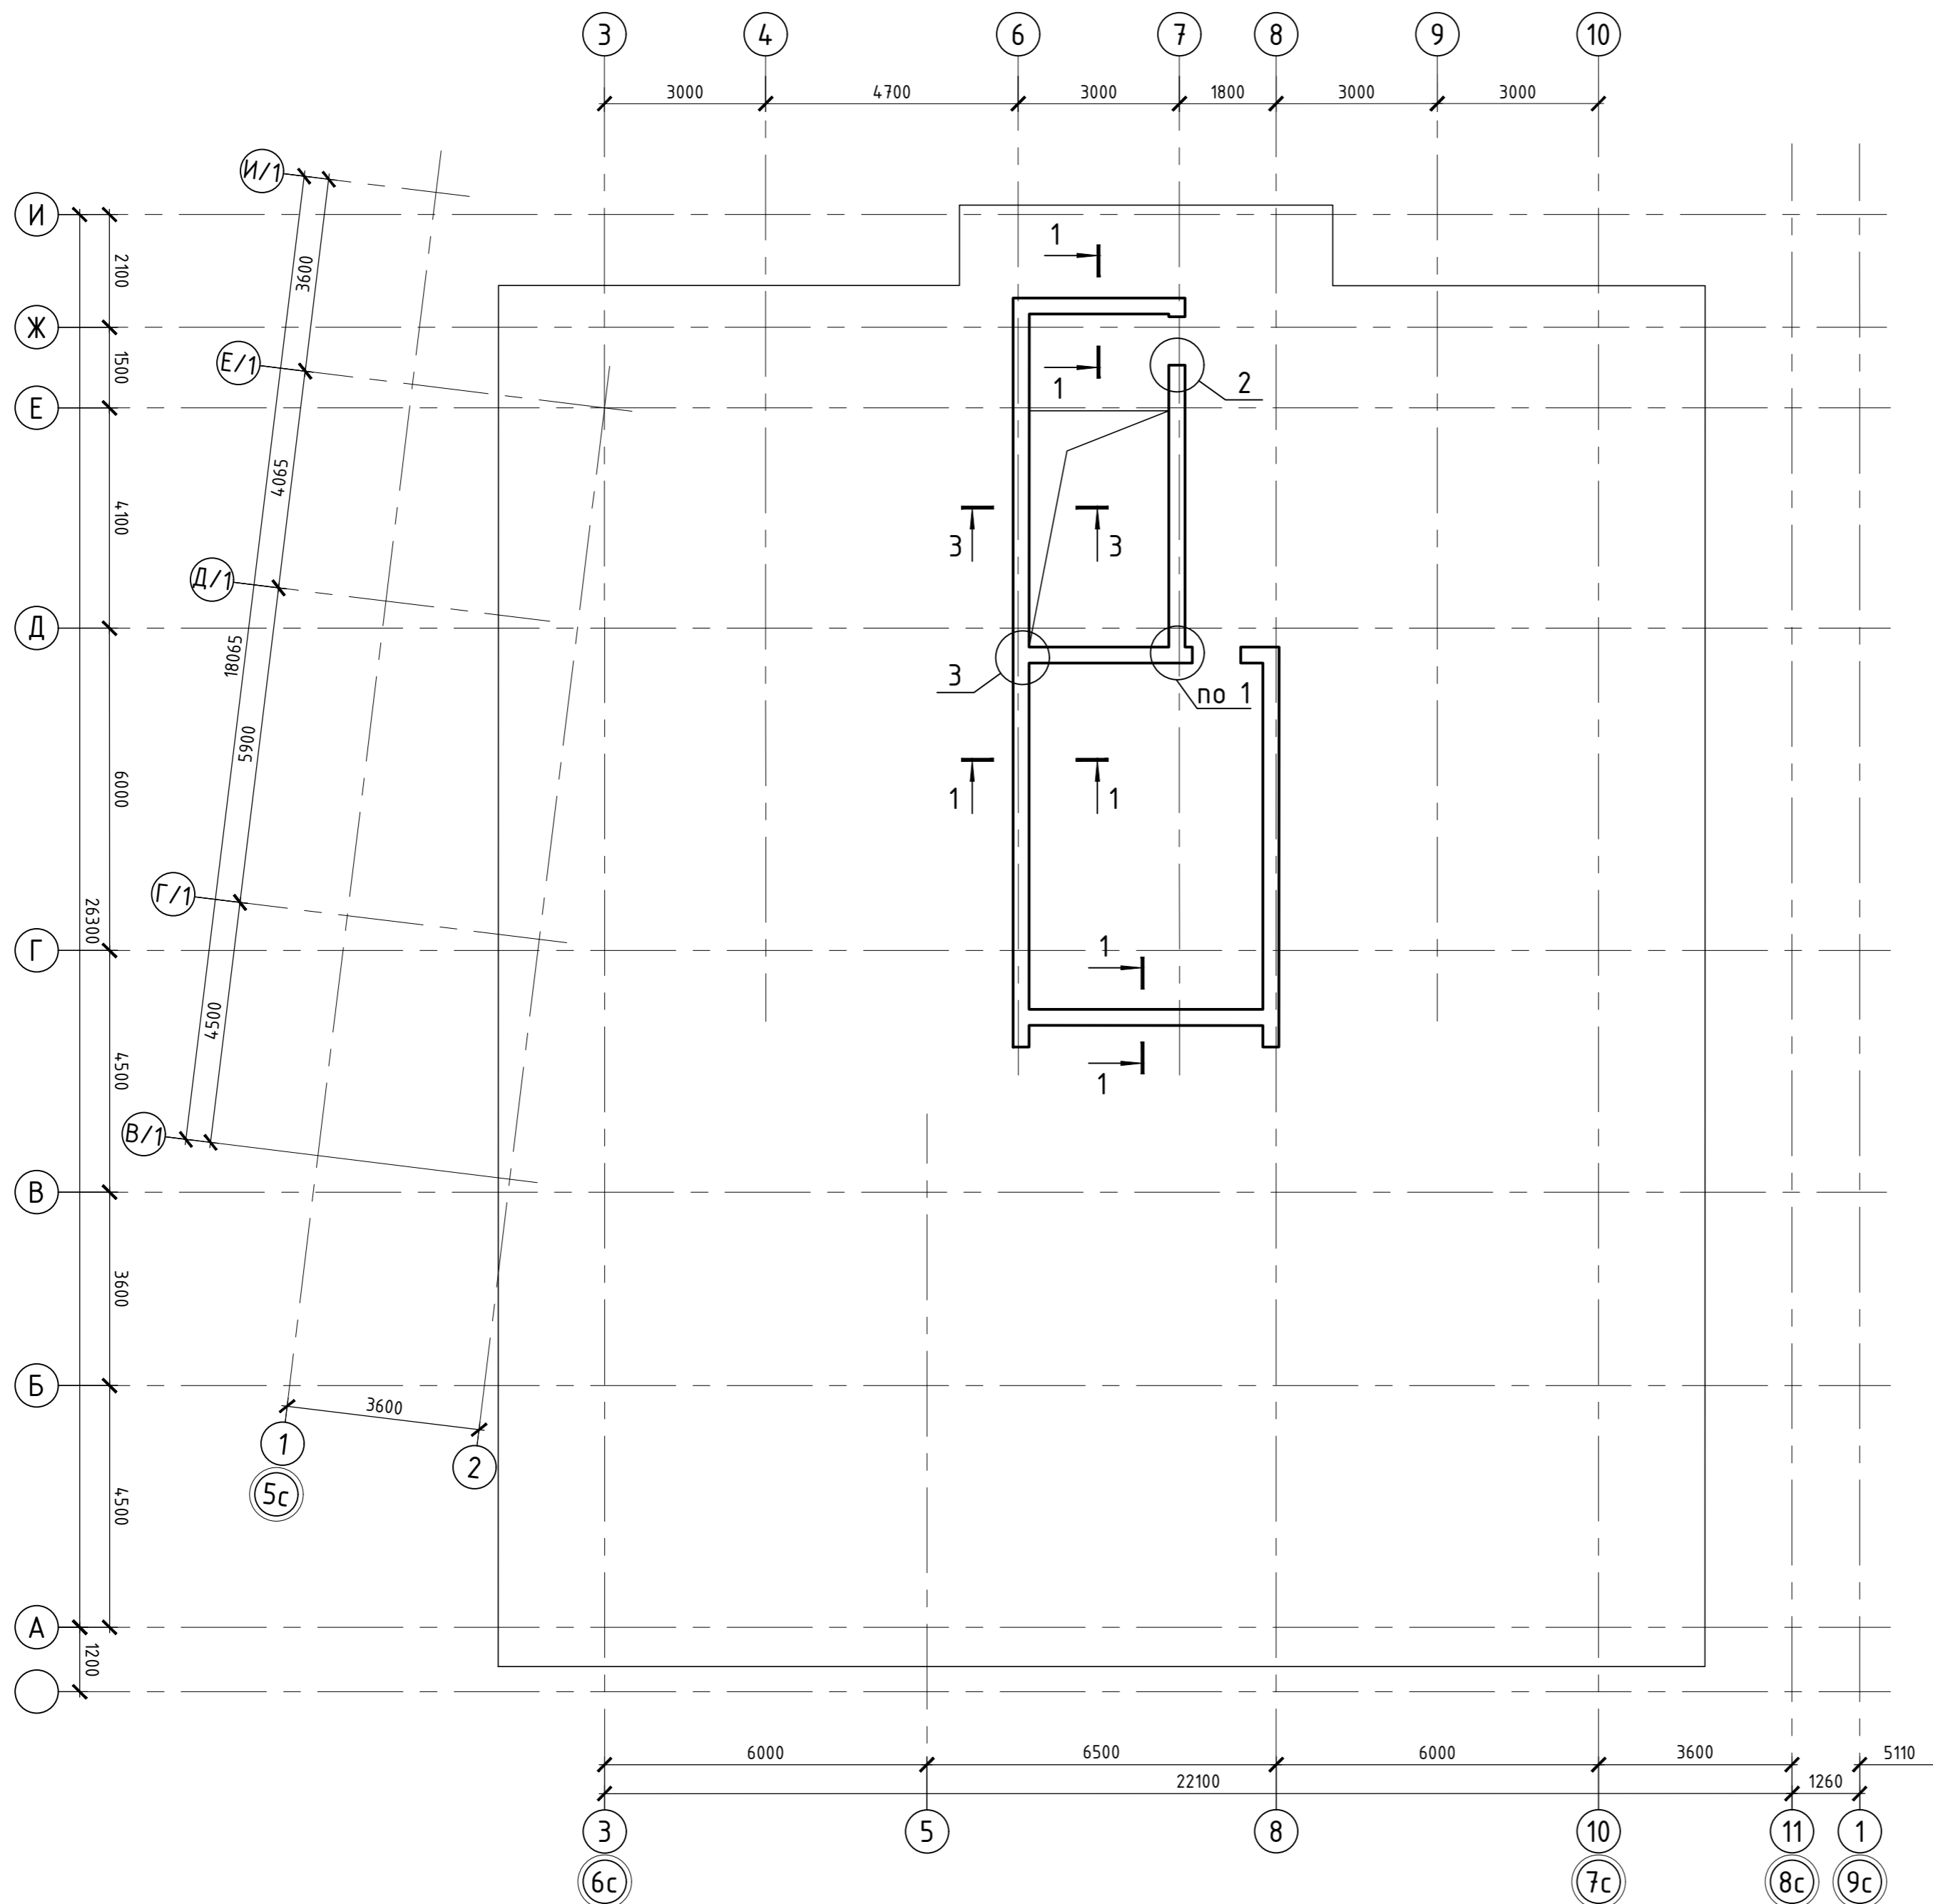 3 4 6 7 8 9 10
3000 4700 3000 1800 3000 3000
И/1
И
1
2100
3600
Ж
Е/1
1500
1
2
Е
4065
4100
3 3
Д/1
Д
18065
3
по 1
5900
6000
1 1
Г/1
26300
Г
1
4500
4500
1
В/1
В
3600
Б
3600
1
2
5с
4500
А
1200
6000 6500 6000 3600 5110
22100 1260
3 5 8 10 11 1
6с 7с 8с 9с